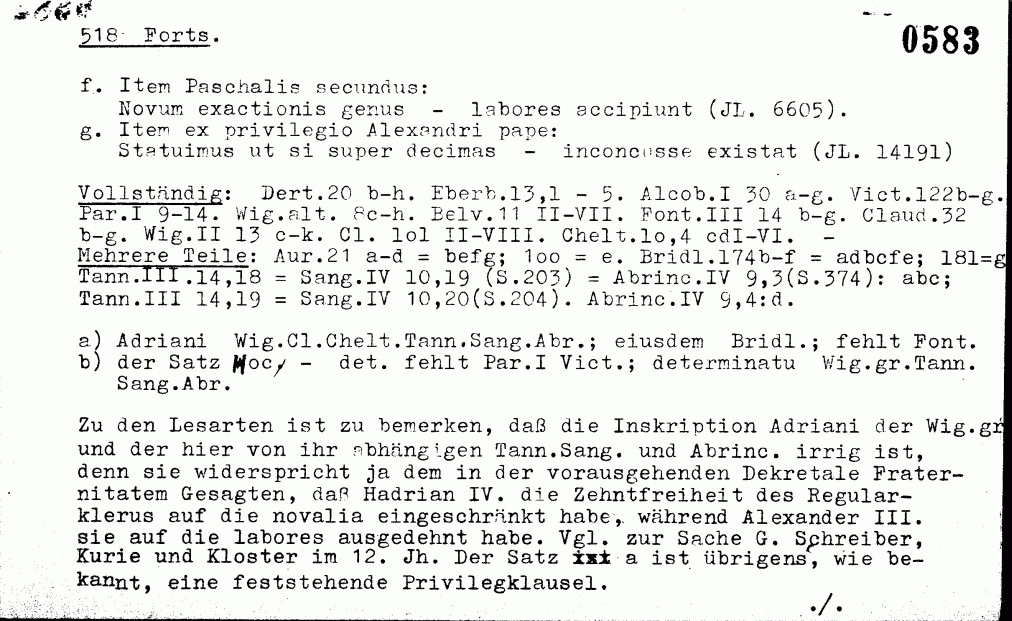 518 Forts.
0583
f. Item Paschalis secundus:
Novum exactionis genus - labores accipiunt (JL. 6605).
g. Item ex privilegio Alexandri pape:
Statuimus ut si super decimas - inconcusse existat (JL. 14191)
Vollständig: Dert.20 b-h. Eberb.13,1 - 5. Alcob.I 30 a-g. Vict.122b-g.
Par.I 9-14. Wig.alt. 8c-h. Belv.11 II-VII. Font.III 14 b-g. Claud.32
b-g. Wig.II 13 c-k. Cl. lol II-VIII. Chelt.lo,4 cdI-VI. -
Mehrere Teile: Aur.21 a-d = befg; loo = e. Bridl.174b-f = adbcfe; 181=g
Tann.III.14,18 = Sang.IV 10,19 (S.203) = Abrinc.IV 9,3(S.374): abc;
Tann.III 14,19 = Sang.IV 10,20(S.204). Abrinc.IV 9,4:d.
a) Adriani Wig.Cl.Chelt.Tann.Sang.Abr.; eiusdem Bridl.; fehlt Font.
b) der Satz Hoc, - det. fehlt Par.I Vict.; determinatu Wig.gr.Tann.
Sang.Abr.
Zu den Lesarten ist zu bemerken, daß die Inskription Adriani der Wig.gr
und der hier von ihr abhängigen Tann.Sang. und Abrinc. irrig ist,
denn sie widerspricht ja dem in der vorausgehenden Dekretale Frater-
nitatem Gesagten, daß Hadrian IV. die Zehntfreiheit des Regular-
klerus auf die novalia eingeschränkt habe, während Alexander III.
sie auf die labores ausgedehnt habe. Vgl. zur Sache G. Schreiber,
Kurie und Kloster im 12. Jh. Der Satz a ist übrigens, wie be-
kannt, eine feststehende Privilegklausel.
./.